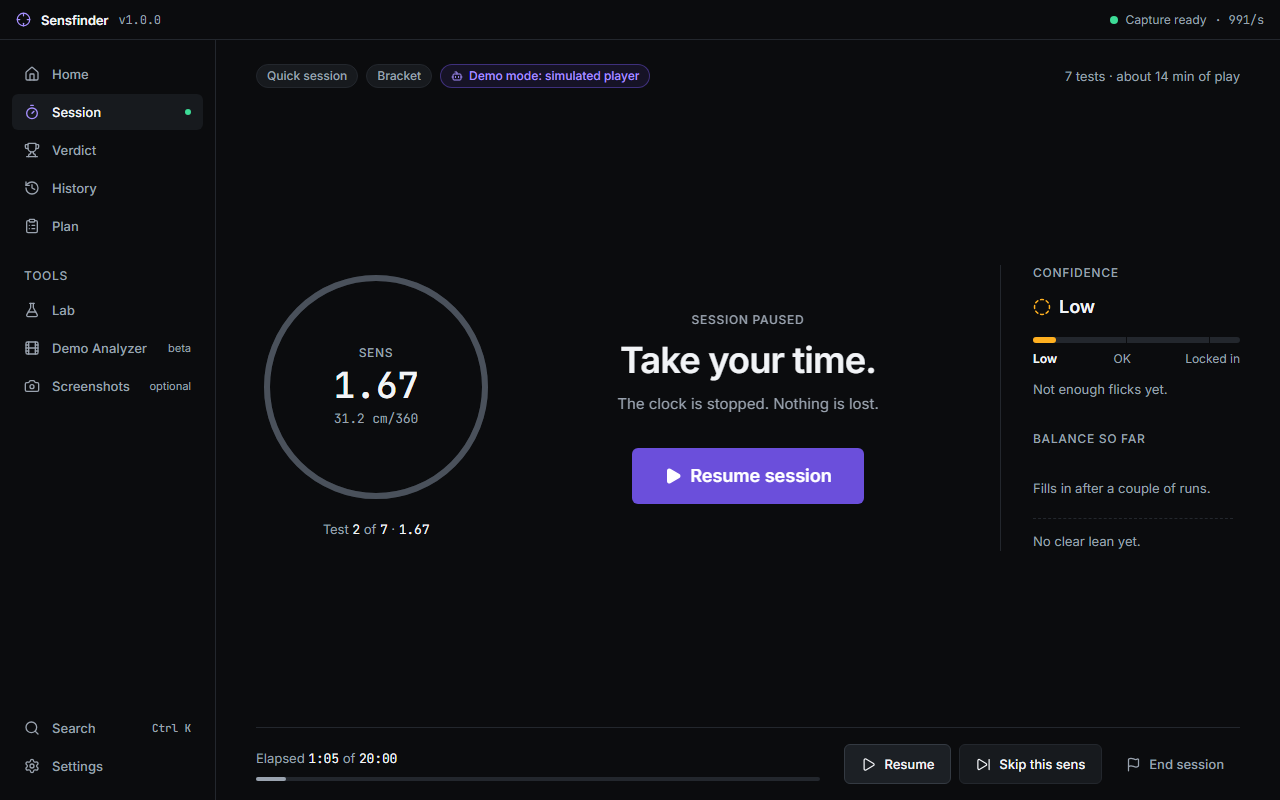 Sensfinder v1.0.0
Capture ready · 991/s
Home
Session
Verdict
History
Plan
TOOLS
Lab
Demo Analyzer beta
Screenshots optional
Search Ctrl K
Settings
Quick session
Bracket
Demo mode: simulated player
7 tests · about 14 min of play
SENS
1.67
31.2 cm/360
Test 2 of 7 · 1.67
SESSION PAUSED
Take your time.
The clock is stopped. Nothing is lost.
Resume session
CONFIDENCE
Low
Low OK Locked in
Not enough flicks yet.
BALANCE SO FAR
Fills in after a couple of runs.
No clear lean yet.
Elapsed 1:05 of 20:00
Resume
Skip this sens
End session